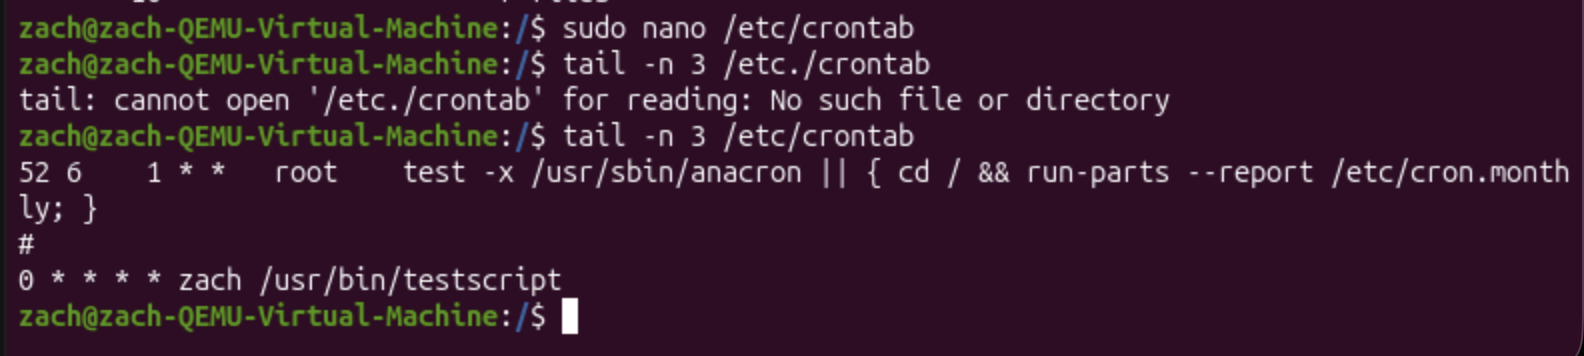 zach@zach-QEMU-Virtual-Machine:/$ sudo nano /etc/crontab
zach@zach-QEMU-Virtual-Machine:/$ tail -n 3 /etc./crontab
tail: cannot open '/etc./crontab' for reading: No such file or directory
zach@zach-QEMU-Virtual-Machine:/$ tail -n 3 /etc/crontab
52 6    1 * *   root    test -x /usr/sbin/anacron || { cd / && run-parts --report /etc/cron.month
ly; }
#
0 * * * * zach /usr/bin/testscript
zach@zach-QEMU-Virtual-Machine:/$